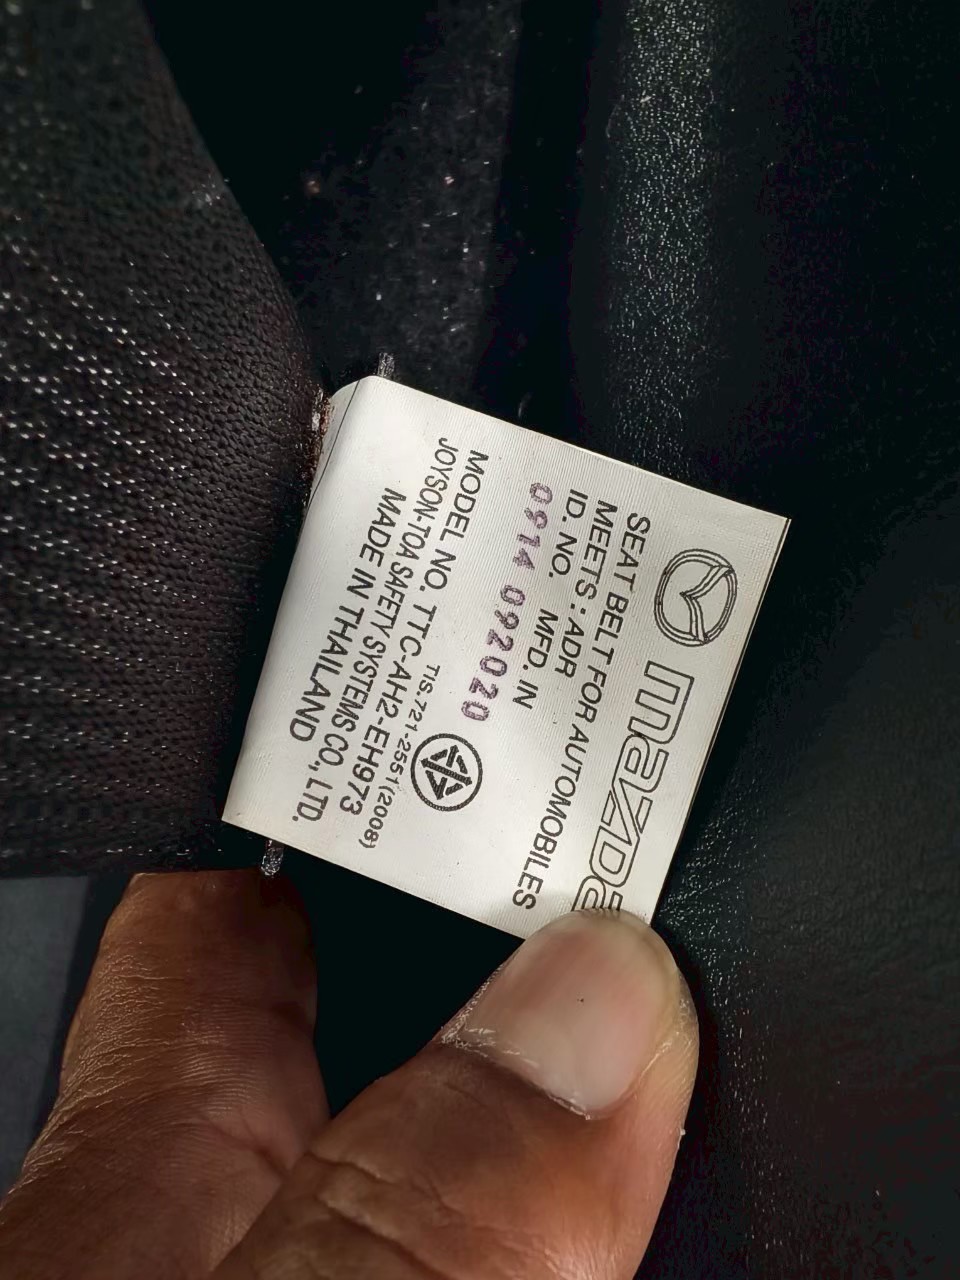 mazda
SEAT BELT FOR AUTOMOBILES
MEETS : ADR
ID. NO. MFD. IN
0914 092020
TIS.721-2551(2008)
MODEL NO. TTC-AH2-EH973
JOYSON-TOA SAFETY SYSTEMS CO., LTD.
MADE IN THAILAND